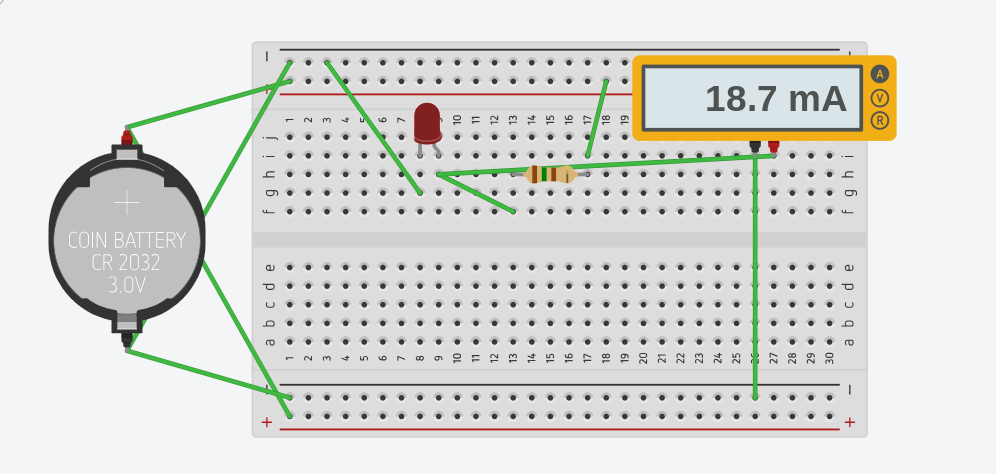 − −
+
18.7 mA
A
V
R
1 2 3 4 5 6 7 8 9 10 11 12 13 14 15 16 17 18 19
j
i i
h h
g g
f f
COIN BATTERY
CR 2032
3.0V
e e
d d
c c
b b
a a
1 2 3 4 5 6 7 8 9 10 11 12 13 14 15 16 17 18 19 20 21 22 23 24 25 26 27 28 29 30
− −
+ +